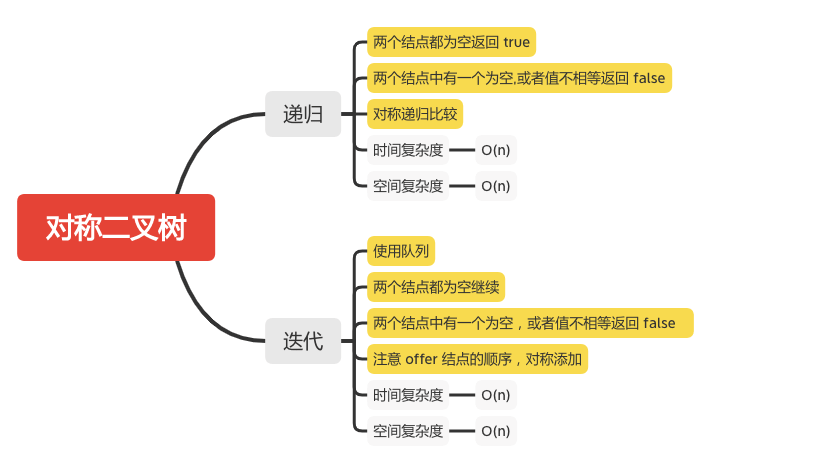 对称二叉树
递归
两个结点都为空返回 true
两个结点中有一个为空,或者值不相等返回 false
对称递归比较
时间复杂度
O(n)
空间复杂度
O(n)
迭代
使用队列
两个结点都为空继续
两个结点中有一个为空，或者值不相等返回 false
注意 offer 结点的顺序，对称添加
时间复杂度
O(n)
空间复杂度
O(n)